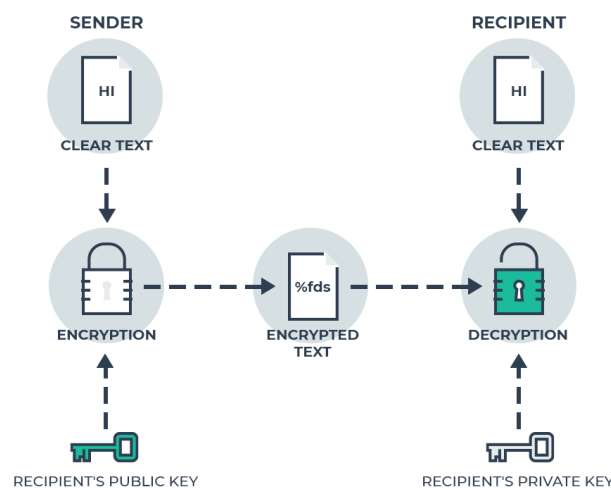 SENDER
RECIPIENT
HI
HI
CLEAR TEXT
CLEAR TEXT
%fds
ENCRYPTION
ENCRYPTED
TEXT
DECRYPTION
RECIPIENT'S PUBLIC KEY
RECIPIENT'S PRIVATE KEY